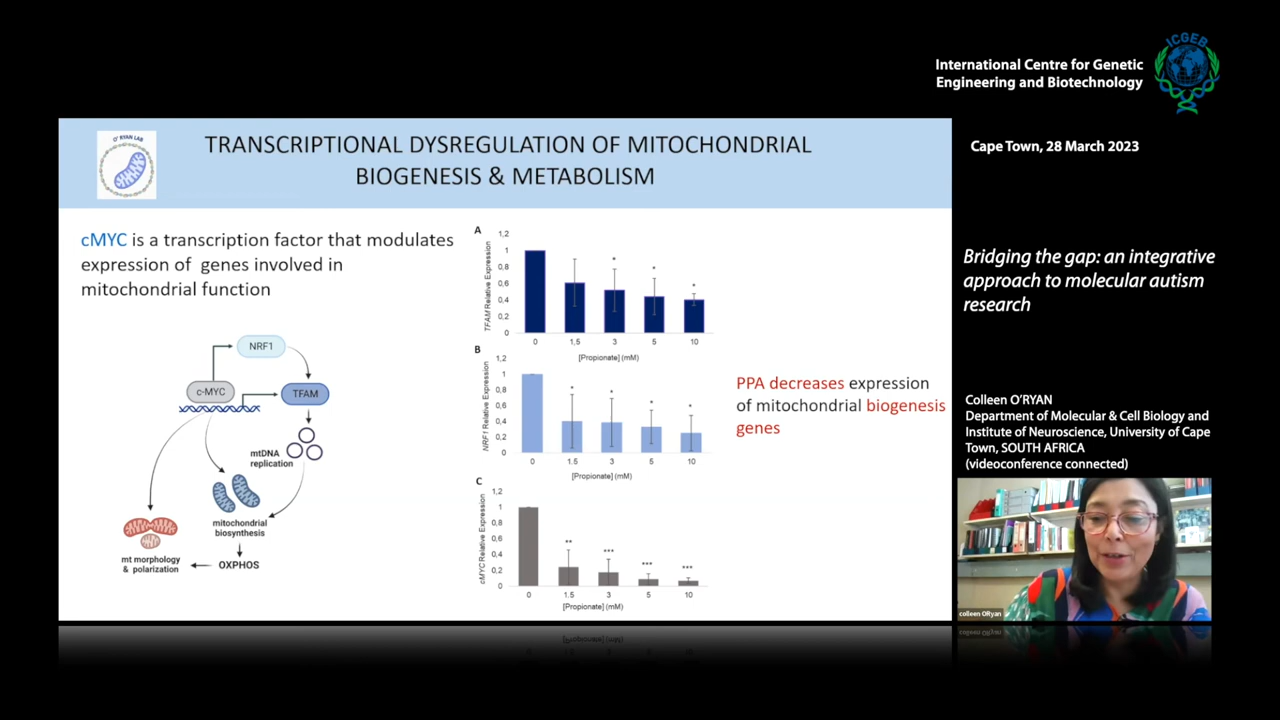 ICGEB
International Centre for Genetic
Engineering and Biotechnology
Cape Town, 28 March 2023
Bridging the gap: an integrative
approach to molecular autism
research
Colleen O'RYAN
Department of Molecular & Cell Biology and
Institute of Neuroscience, University of Cape
Town, SOUTH AFRICA
(videoconference connected)
colleen ORyan
O' RYAN LAB
TRANSCRIPTIONAL DYSREGULATION OF MITOCHONDRIAL
BIOGENESIS & METABOLISM
cMYC is a transcription factor that modulates
expression of genes involved in
mitochondrial function
NRF1
c-MYC
TFAM
mtDNA
replication
mitochondrial
biosynthesis
mt morphology
& polarization
OXPHOS
A
TFAM Relative Expression
1,2
1
0,8
0,6
0,4
0,2
0
* * *
0 1,5 3 5 10
[Propionate] (mM)
B
NRF1 Relative Expression
1,2
1
0,8
0,6
0,4
0,2
0
* * * *
0 1.5 3 5 10
[Propionate] (mM)
C
cMYC Relative Expression
1,2
1
0,8
0,6
0,4
0,2
0
** *** *** ***
0 1.5 3 5 10
[Propionate] (mM)
PPA decreases expression
of mitochondrial biogenesis
genes